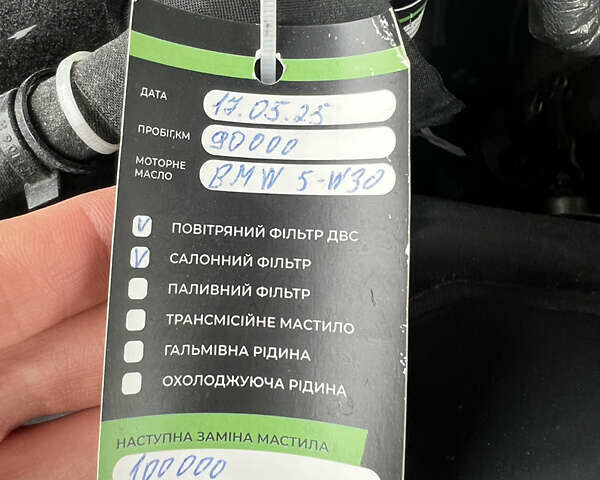 ДАТА 17.05.25
ПРОБІГ,КМ 90000
МОТОРНЕ МАСЛО BMW 5-W30
V ПОВІТРЯНИЙ ФІЛЬТР ДВС
V САЛОННИЙ ФІЛЬТР
ПАЛИВНИЙ ФІЛЬТР
ТРАНСМІСІЙНЕ МАСТИЛО
ГАЛЬМІВНА РІДИНА
ОХОЛОДЖУЮЧА РІДИНА
НАСТУПНА ЗАМІНА МАСТИЛА
100000